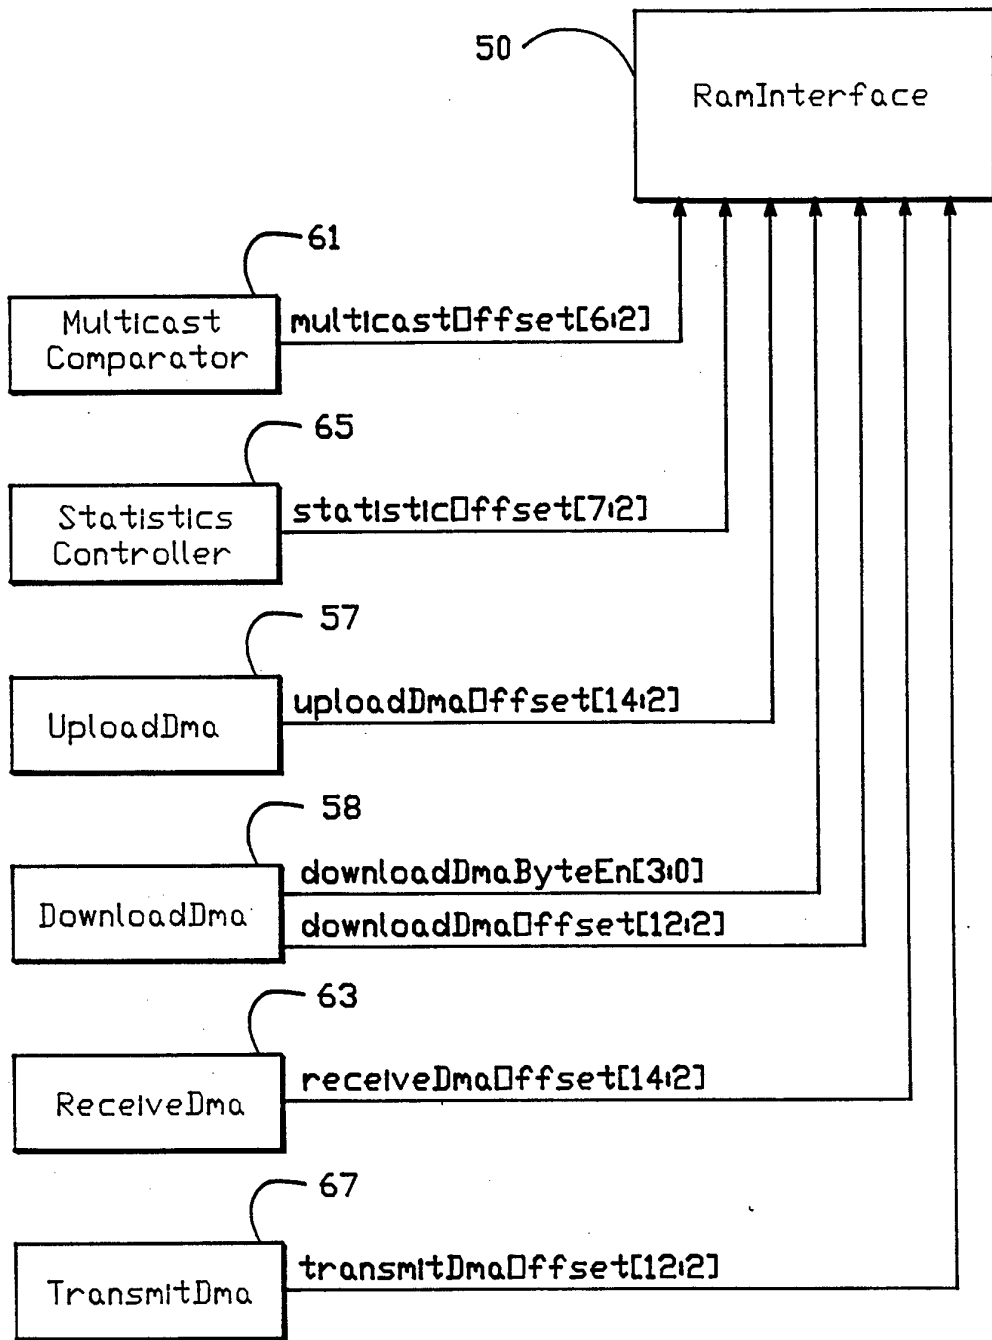 50
RamInterface
61
Multicast
Comparator
multicastOffset[6:2]
65
Statistics
Controller
statisticOffset[7:2]
57
UploadDma
uploadDmaOffset[14:2]
58
DownloadDma
downloadDmaByteEn[3:0]
downloadDmaOffset[12:2]
63
ReceiveDma
receiveDmaOffset[14:2]
67
TransmitDma
transmitDmaOffset[12:2]